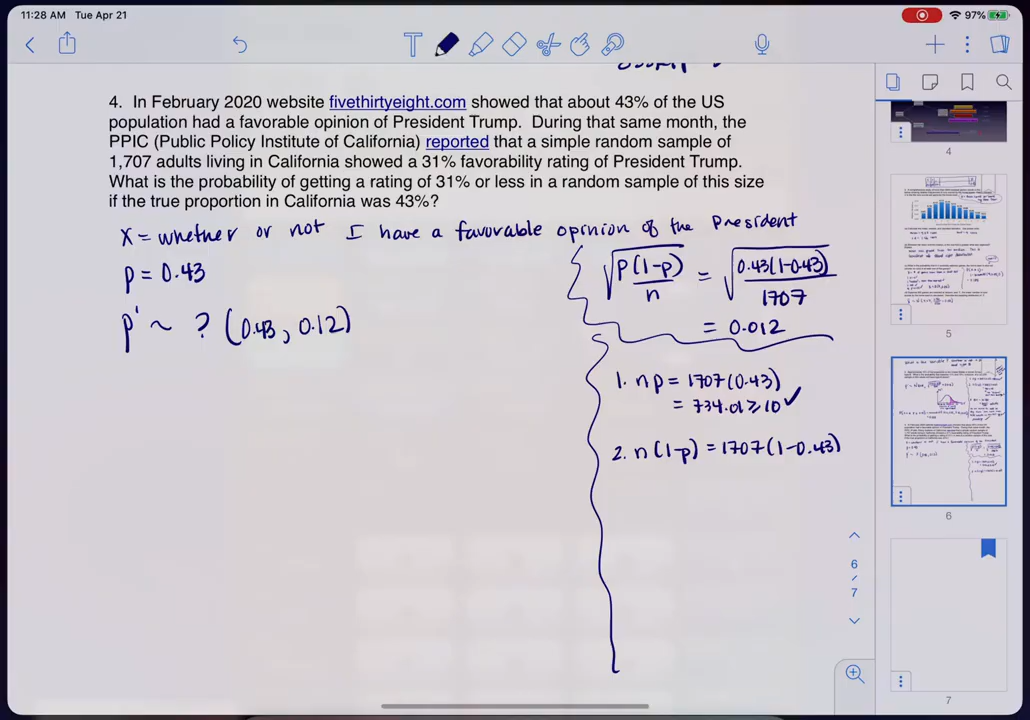 11:28 AM Tue Apr 21
97%
T
4. In February 2020 website fivethirtyeight.com showed that about 43% of the US
population had a favorable opinion of President Trump. During that same month, the
PPIC (Public Policy Institute of California) reported that a simple random sample of
1,707 adults living in California showed a 31% favorability rating of President Trump.
What is the probability of getting a rating of 31% or less in a random sample of this size
if the true proportion in California was 43%?
X = whether or not I have a favorable opinion of the President
p = 0.43
p' ~ ? (0.43, 0.12)
√(p(1-p)/n) = √(0.43(1-0.43)/1707)
= 0.012
1. np = 1707(0.43)
= 734.01 ≥ 10 ✓
2. n(1-p) = 1707(1-0.43)
4
5
6
7
6
/
7